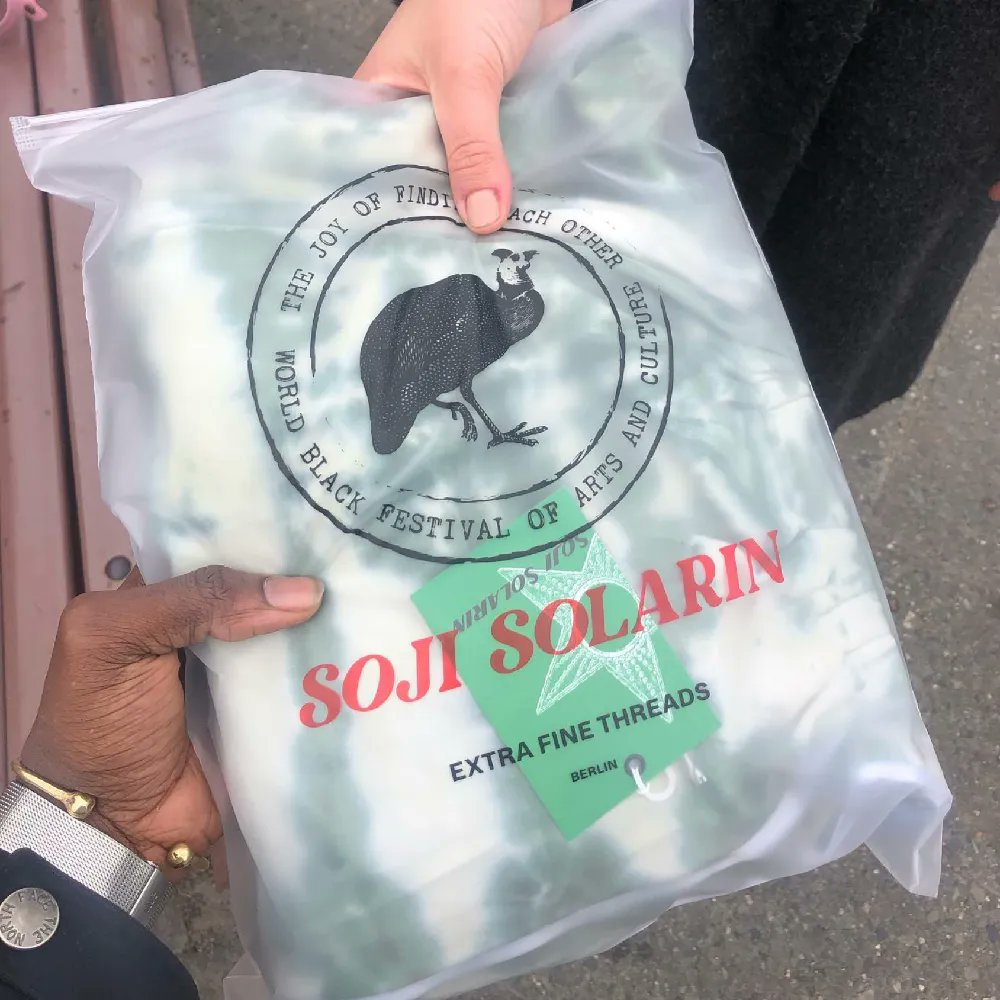 THE JOY OF FINDI ACH OTHER
WORLD BLACK FESTIVAL OF ARTS AND CULTURE
SOJI SOLARIN
SOJI SOLARIN
EXTRA FINE THREADS
BERLIN
THE NORTH FACE